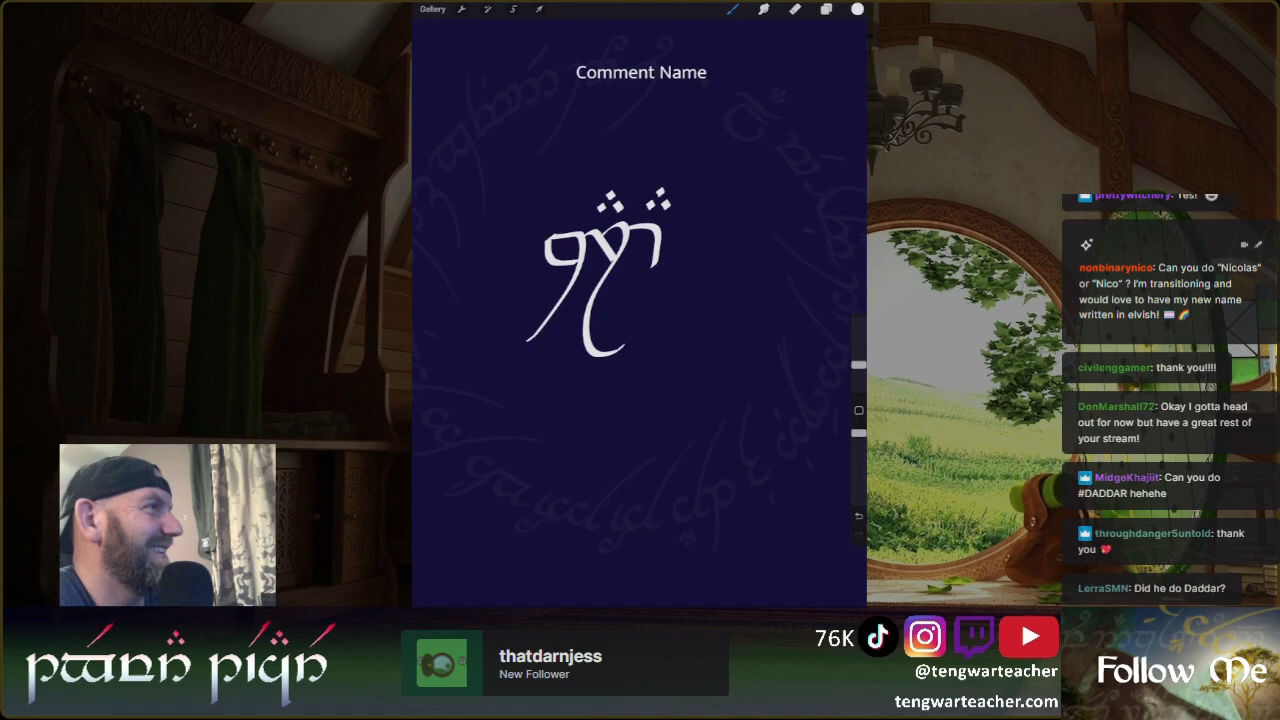 Gallery
Comment Name
prettywitchery: Yes!
nonbinarynico: Can you do "Nicolas"
or "Nico" ? I'm transitioning and
would love to have my new name
written in elvish!
civilenggamer: thank you!!!!
DonMarshall72: Okay I gotta head
out for now but have a great rest of
your stream!
MidgeKhajiit: Can you do
#DADDAR hehehe
throughdanger5untold: thank
you
LerraSMN: Did he do Daddar?
thatdarnjess
New Follower
76K
@tengwarteacher
tengwarteacher.com
Follow Me